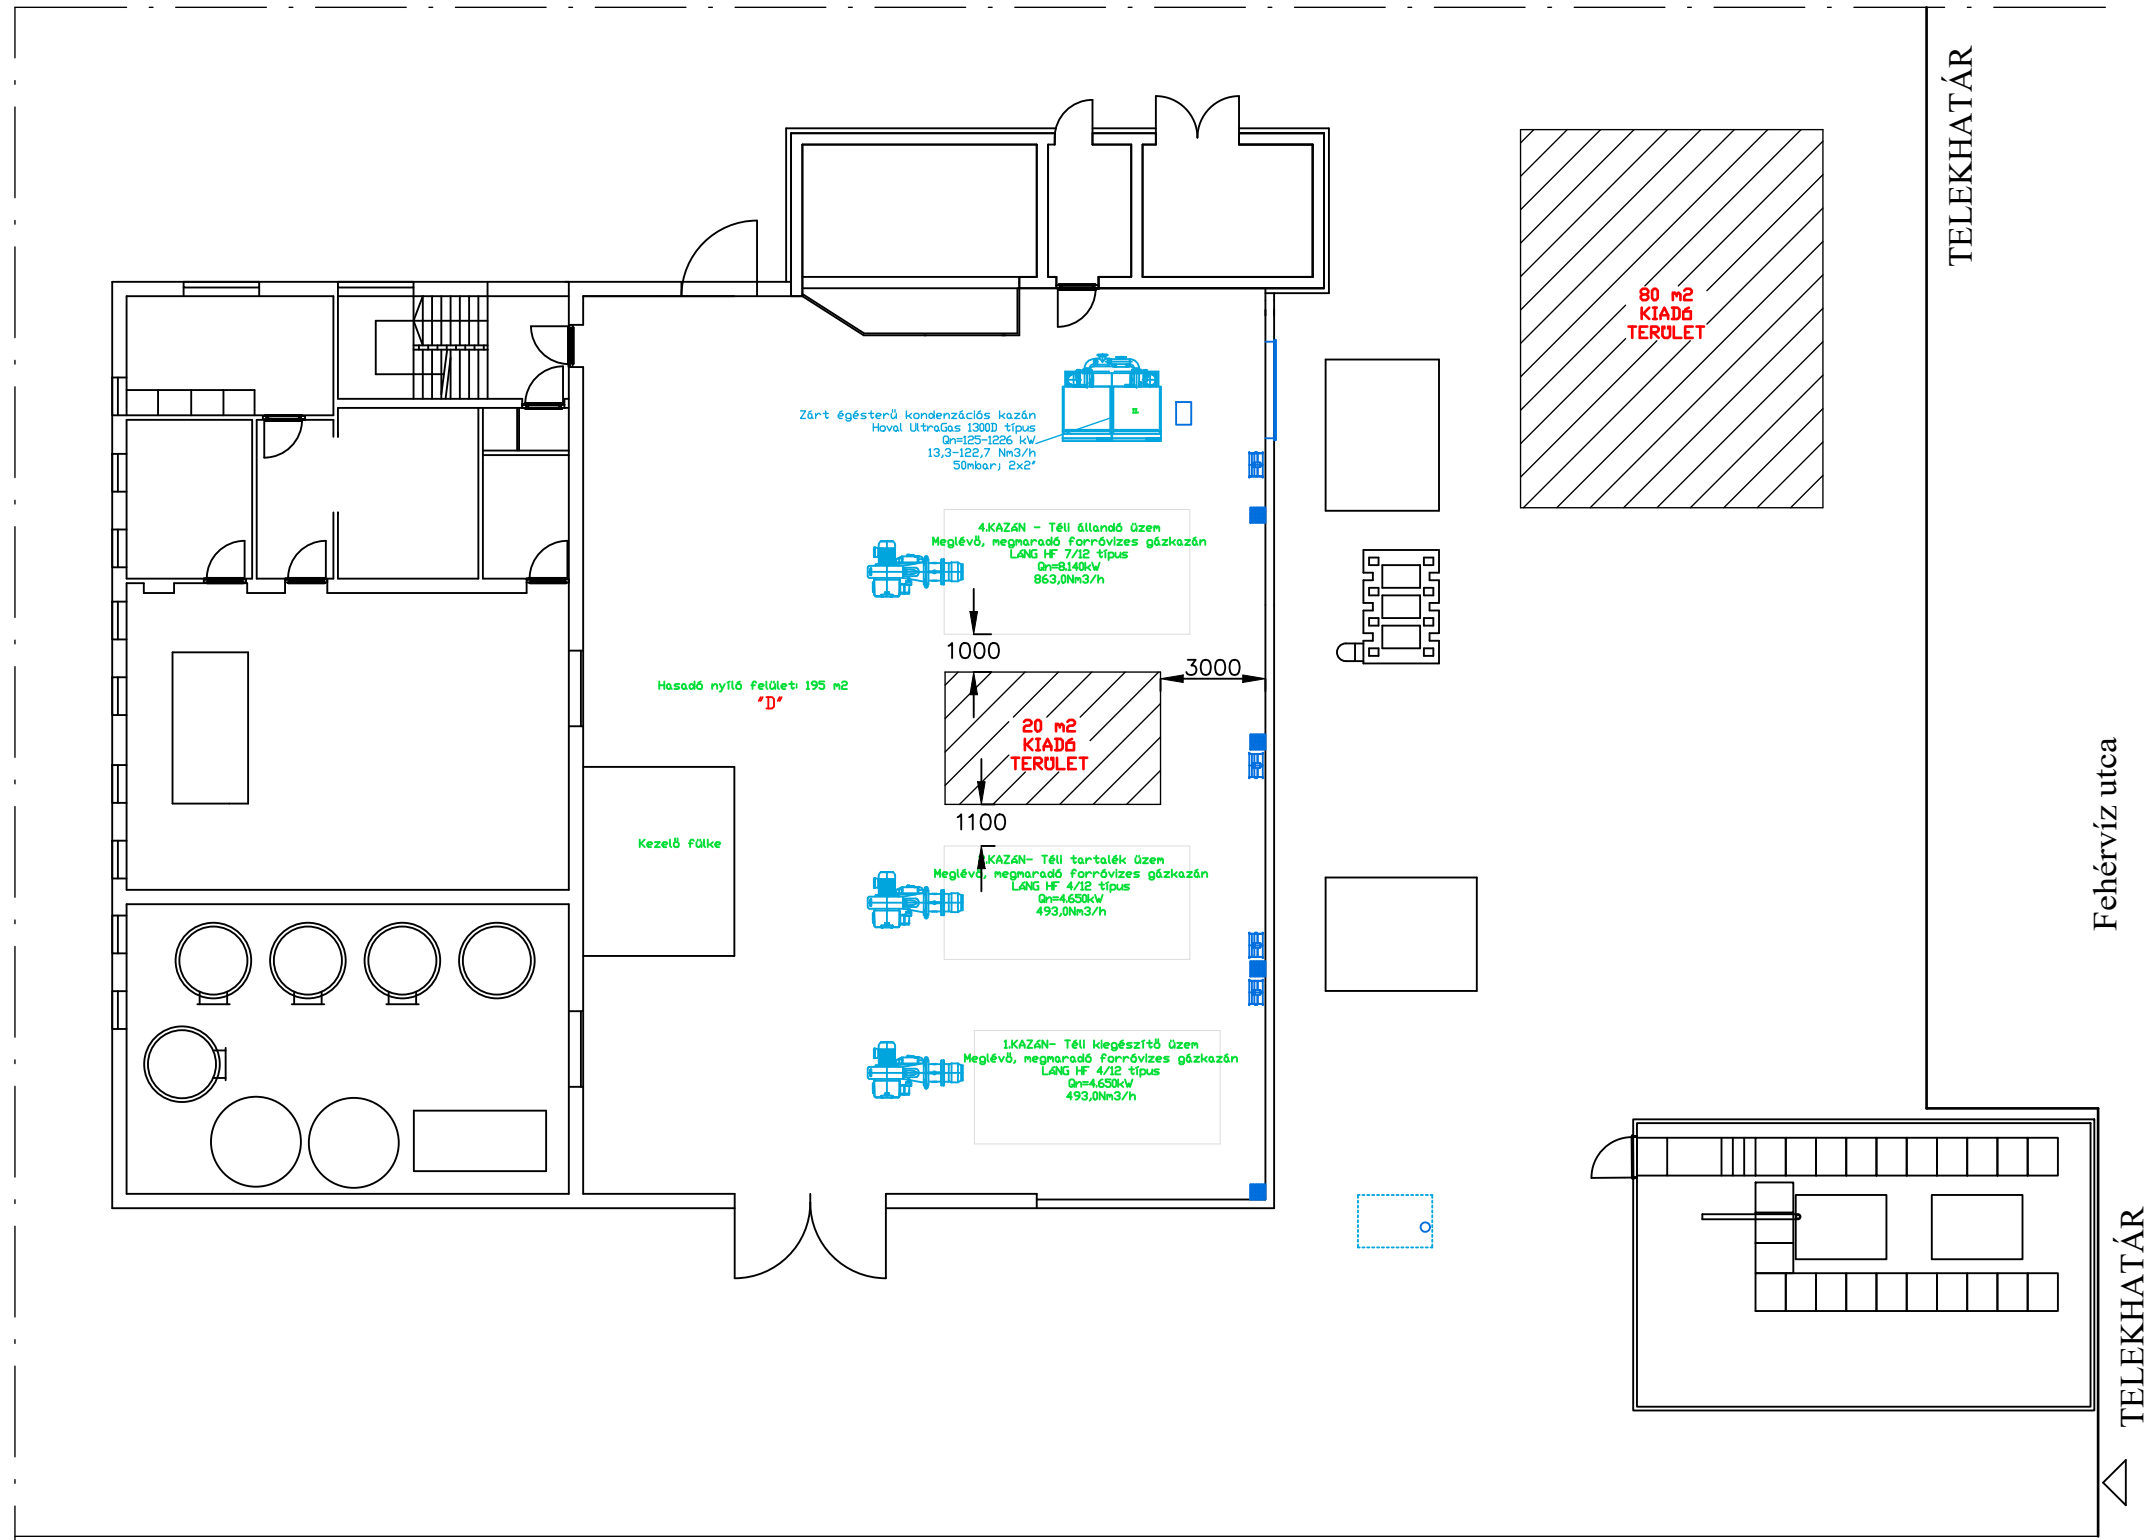 TELEKHATÁR
80 m2
KIADÓ
TERÜLET
Zárt égésterű kondenzációs kazán
Hoval UltraGas 1300D típus
Qn=125-1226 kW
13,3-122,7 Nm3/h
50mbar; 2x2"
4.KAZÁN - Téli állandó üzem
Meglévő, megmaradó forróvizes gázkazán
LÁNG HF 7/12 típus
Qn=8.140kW
863,0Nm3/h
1000
3000
Hasadó nyíló felület: 195 m2
"D"
20 m2
KIADÓ
TERÜLET
1100
Kezelő fülke
KAZÁN- Téli tartalék üzem
Meglévő, megmaradó forróvizes gázkazán
LÁNG HF 4/12 típus
Qn=4.650kW
493,0Nm3/h
1.KAZÁN- Téli kiegészítő üzem
Meglévő, megmaradó forróvizes gázkazán
LÁNG HF 4/12 típus
Qn=4.650kW
493,0Nm3/h
Fehérvíz utca
TELEKHATÁR